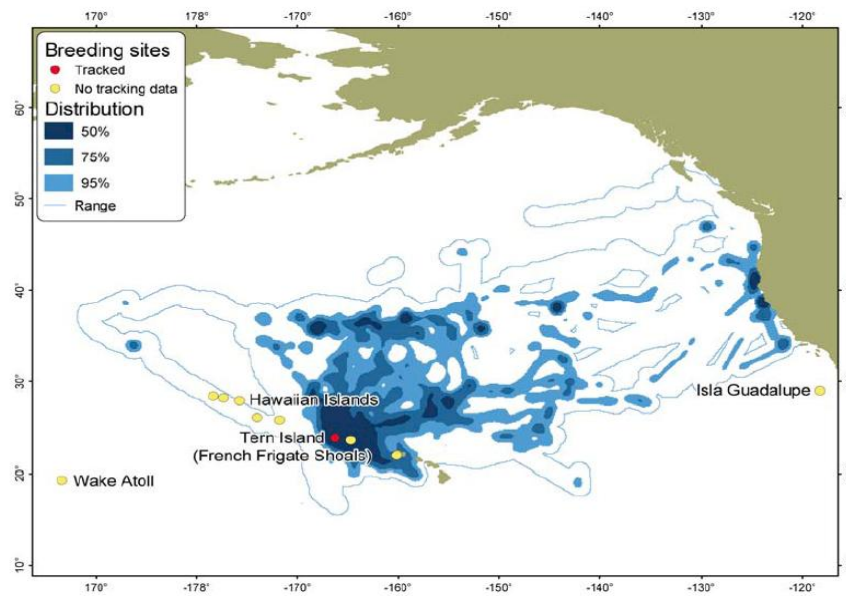 170° -178° -170° -160° -150° -140° -130° -120°
Breeding sites
Tracked
No tracking data
Distribution
50%
75%
95%
Range
60°
50°
40°
30°
20°
10°
Hawaiian Islands
Isla Guadalupe
Tern Island
(French Frigate Shoals)
Wake Atoll
170° -178° -170° -160° -150° -140° -130° -120°